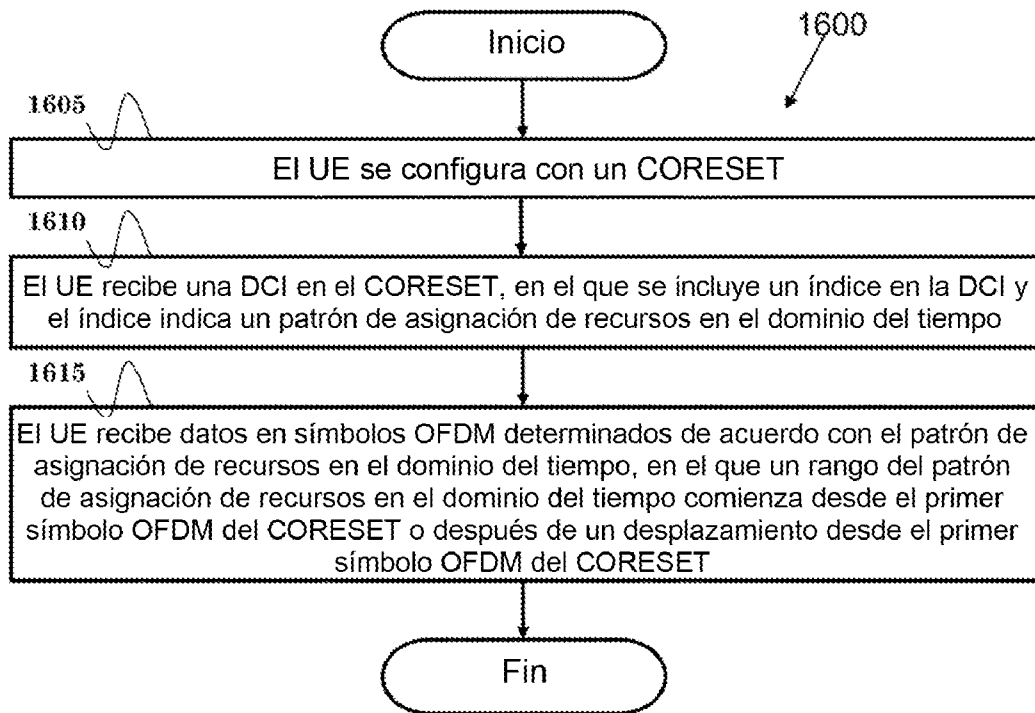 Inicio
1600
1605
El UE se configura con un CORESET
1610
El UE recibe una DCI en el CORESET, en el que se incluye un índice en la DCI y
el índice indica un patrón de asignación de recursos en el dominio del tiempo
1615
El UE recibe datos en símbolos OFDM determinados de acuerdo con el patrón de
asignación de recursos en el dominio del tiempo, en el que un rango del patrón
de asignación de recursos en el dominio del tiempo comienza desde el primer
símbolo OFDM del CORESET o después de un desplazamiento desde el primer
símbolo OFDM del CORESET
Fin